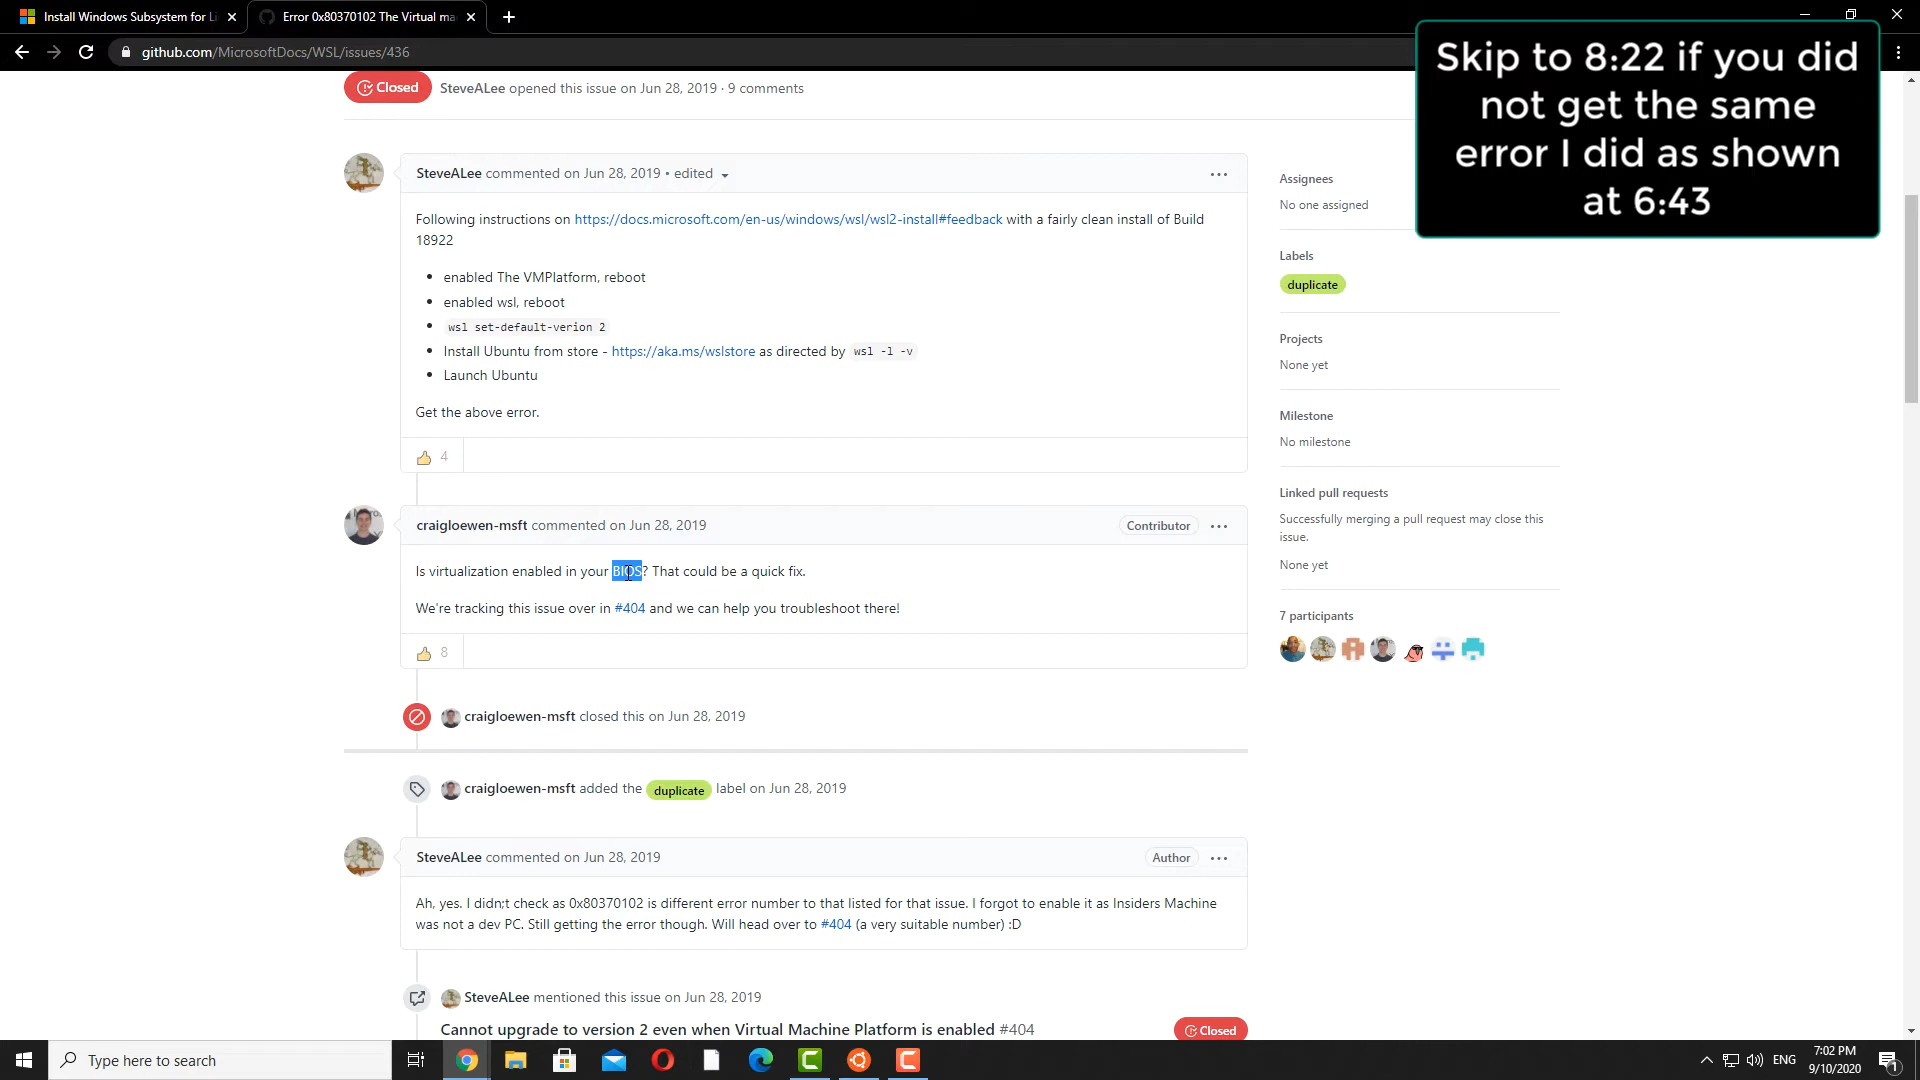 Install Windows Subsystem for Li
Error 0x80370102 The Virtual ma
github.com/MicrosoftDocs/WSL/issues/436
Skip to 8:22 if you did
not get the same
error I did as shown
at 6:43
Closed
SteveALee opened this issue on Jun 28, 2019 · 9 comments
SteveALee commented on Jun 28, 2019 • edited
Following instructions on https://docs.microsoft.com/en-us/windows/wsl/wsl2-install#feedback with a fairly clean install of Build
18922
• enabled The VMPlatform, reboot
• enabled wsl, reboot
• wsl set-default-verion 2
• Install Ubuntu from store - https://aka.ms/wslstore as directed by wsl -l -v
• Launch Ubuntu
Get the above error.
4
craigloewen-msft commented on Jun 28, 2019
Contributor
Is virtualization enabled in your BIOS? That could be a quick fix.
We're tracking this issue over in #404 and we can help you troubleshoot there!
8
craigloewen-msft closed this on Jun 28, 2019
craigloewen-msft added the duplicate label on Jun 28, 2019
SteveALee commented on Jun 28, 2019
Author
Ah, yes. I didn;t check as 0x80370102 is different error number to that listed for that issue. I forgot to enable it as Insiders Machine
was not a dev PC. Still getting the error though. Will head over to #404 (a very suitable number) :D
SteveALee mentioned this issue on Jun 28, 2019
Cannot upgrade to version 2 even when Virtual Machine Platform is enabled #404
Closed
Assignees
No one assigned
Labels
duplicate
Projects
None yet
Milestone
No milestone
Linked pull requests
Successfully merging a pull request may close this
issue.
None yet
7 participants
Type here to search
ENG
7:02 PM
9/10/2020
1